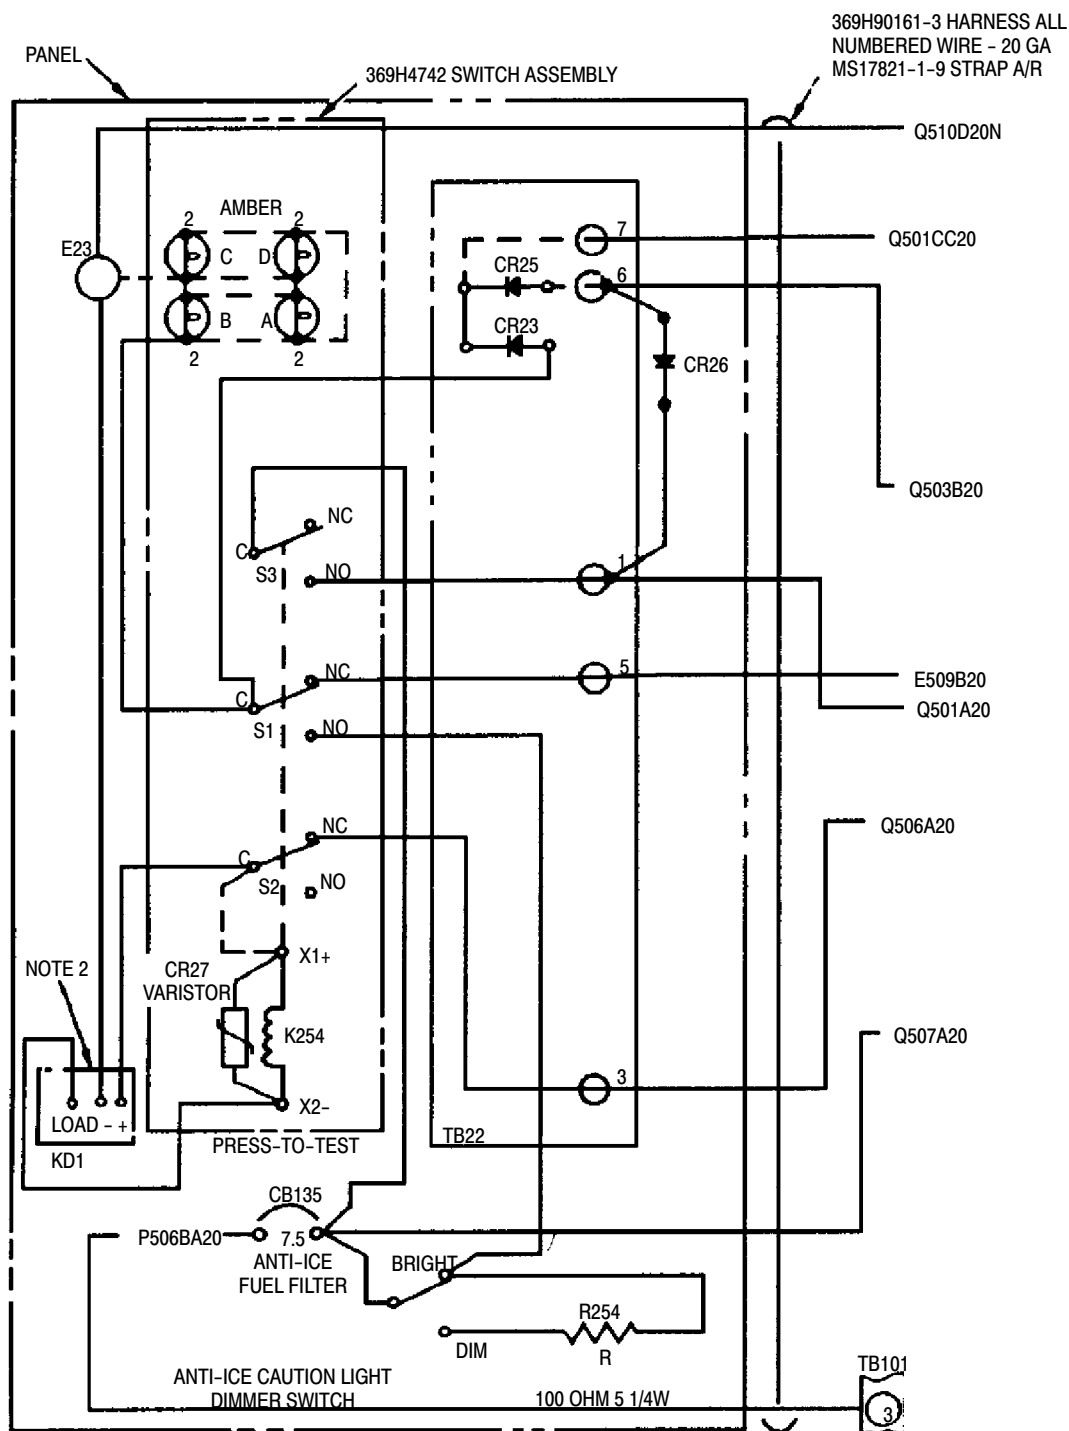 369H90161-3 HARNESS ALL
NUMBERED WIRE - 20 GA
MS17821-1-9 STRAP A/R
PANEL
369H4742 SWITCH ASSEMBLY
Q510D20N
2 AMBER 2
E23
C D
B A
2 2
7
Q501CC20
CR25
6
CR23
CR26
Q503B20
NC
C
S3
NO
1
NC
5
E509B20
C
Q501A20
S1
NO
NC
Q506A20
C
S2
NO
X1+
NOTE 2
CR27
VARISTOR
K254
Q507A20
3
X2-
LOAD - +
KD1
PRESS-TO-TEST
TB22
CB135
P506BA20
7.5
ANTI-ICE
FUEL FILTER
BRIGHT
R254
DIM
R
TB101
ANTI-ICE CAUTION LIGHT
DIMMER SWITCH
100 OHM 5 1/4W
3